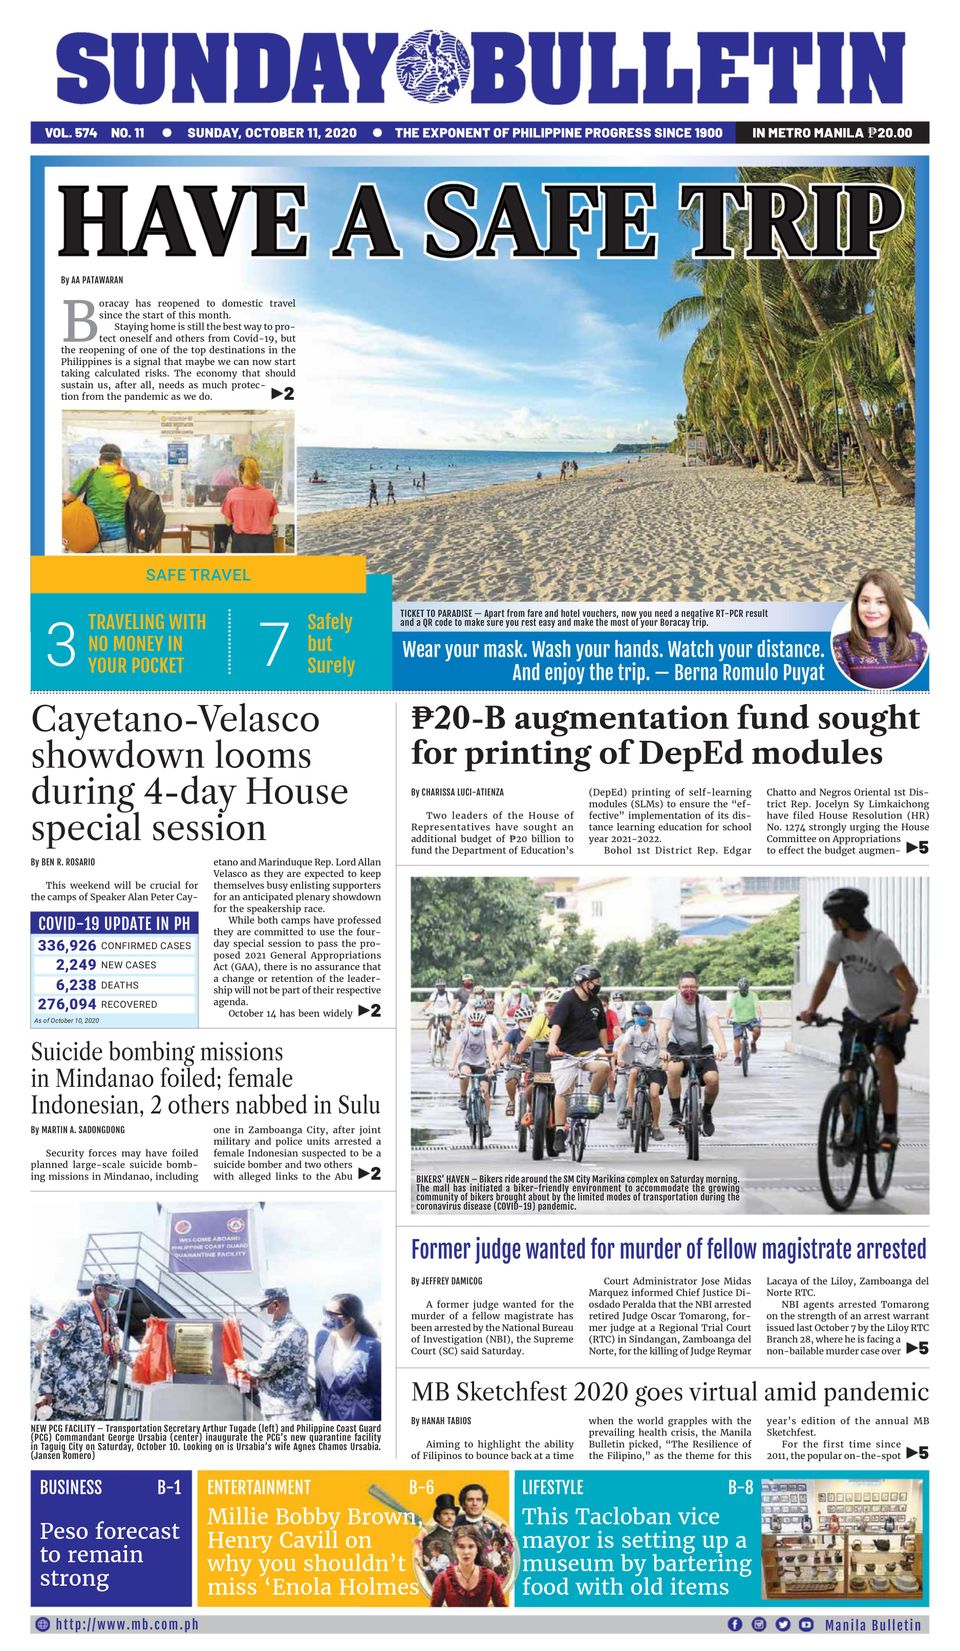 SUNDAY BULLETIN
VOL. 574 NO. 11 ● SUNDAY, OCTOBER 11, 2020 ● THE EXPONENT OF PHILIPPINE PROGRESS SINCE 1900 IN METRO MANILA ₱20.00
HAVE A SAFE TRIP
By AA PATAWARAN
Boracay has reopened to domestic travel
since the start of this month.
Staying home is still the best way to pro-
tect oneself and others from Covid-19, but
the reopening of one of the top destinations in the
Philippines is a signal that maybe we can now start
taking calculated risks. The economy that should
sustain us, after all, needs as much protec-
tion from the pandemic as we do. ▶2
SAFE TRAVEL
3 TRAVELING WITH
NO MONEY IN
YOUR POCKET
7 Safely
but
Surely
TICKET TO PARADISE — Apart from fare and hotel vouchers, now you need a negative RT-PCR result
and a QR code to make sure you rest easy and make the most of your Boracay trip.
Wear your mask. Wash your hands. Watch your distance.
And enjoy the trip. — Berna Romulo Puyat
Cayetano-Velasco
showdown looms
during 4-day House
special session
By BEN R. ROSARIO
This weekend will be crucial for
the camps of Speaker Alan Peter Cay-
etano and Marinduque Rep. Lord Allan
Velasco as they are expected to keep
themselves busy enlisting supporters
for an anticipated plenary showdown
for the speakership race.
While both camps have professed
they are committed to use the four-
day special session to pass the pro-
posed 2021 General Appropriations
Act (GAA), there is no assurance that
a change or retention of the leader-
ship will not be part of their respective
agenda.
October 14 has been widely ▶2
COVID-19 UPDATE IN PH
336,926 CONFIRMED CASES
2,249 NEW CASES
6,238 DEATHS
276,094 RECOVERED
As of October 10, 2020
Suicide bombing missions
in Mindanao foiled; female
Indonesian, 2 others nabbed in Sulu
By MARTIN A. SADONGDONG
Security forces may have foiled
planned large-scale suicide bomb-
ing missions in Mindanao, including
one in Zamboanga City, after joint
military and police units arrested a
female Indonesian suspected to be a
suicide bomber and two others
with alleged links to the Abu ▶2
WELCOME ABOARD
PHILIPPINE COAST GUARD
QUARANTINE FACILITY
NEW PCG FACILITY — Transportation Secretary Arthur Tugade (left) and Philippine Coast Guard
(PCG) Commandant George Ursabia (center) inaugurate the PCG's new quarantine facility
in Taguig City on Saturday, October 10. Looking on is Ursabia's wife Agnes Chamos Ursabia.
(Jansen Romero)
₱20-B augmentation fund sought
for printing of DepEd modules
By CHARISSA LUCI-ATIENZA
Two leaders of the House of
Representatives have sought an
additional budget of ₱20 billion to
fund the Department of Education's
(DepEd) printing of self-learning
modules (SLMs) to ensure the "ef-
fective" implementation of its dis-
tance learning education for school
year 2021-2022.
Bohol 1st District Rep. Edgar
Chatto and Negros Oriental 1st Dis-
trict Rep. Jocelyn Sy Limkaichong
have filed House Resolution (HR)
No. 1274 strongly urging the House
Committee on Appropriations
to effect the budget augmen- ▶5
BIKERS' HAVEN — Bikers ride around the SM City Marikina complex on Saturday morning.
The mall has initiated a biker-friendly environment to accommodate the growing
community of bikers brought about by the limited modes of transportation during the
coronavirus disease (COVID-19) pandemic.
Former judge wanted for murder of fellow magistrate arrested
By JEFFREY DAMICOG
A former judge wanted for the
murder of a fellow magistrate has
been arrested by the National Bureau
of Investigation (NBI), the Supreme
Court (SC) said Saturday.
Court Administrator Jose Midas
Marquez informed Chief Justice Di-
osdado Peralta that the NBI arrested
retired Judge Oscar Tomarong, for-
mer judge at a Regional Trial Court
(RTC) in Sindangan, Zamboanga del
Norte, for the killing of Judge Reymar
Lacaya of the Liloy, Zamboanga del
Norte RTC.
NBI agents arrested Tomarong
on the strength of an arrest warrant
issued last October 7 by the Liloy RTC
Branch 28, where he is facing a
non-bailable murder case over ▶5
MB Sketchfest 2020 goes virtual amid pandemic
By HANAH TABIOS
Aiming to highlight the ability
of Filipinos to bounce back at a time
when the world grapples with the
prevailing health crisis, the Manila
Bulletin picked, "The Resilience of
the Filipino," as the theme for this
year's edition of the annual MB
Sketchfest.
For the first time since
2011, the popular on-the-spot ▶5
BUSINESS B-1
Peso forecast
to remain
strong
ENTERTAINMENT B-6
Millie Bobby Brown,
Henry Cavill on
why you shouldn't
miss 'Enola Holmes
LIFESTYLE B-8
This Tacloban vice
mayor is setting up a
museum by bartering
food with old items
http://www.mb.com.ph
Manila Bulletin